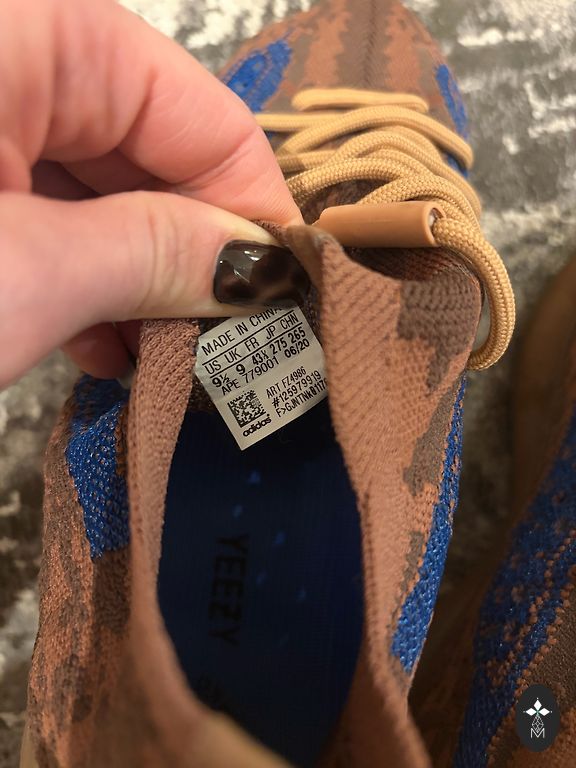 MADE IN CHINA
US UK FR JP CHN
9½ 9 43⅓ 275 265
APE 779001 06/20
ART FZ4986
#125979919
adidas
YEEZY